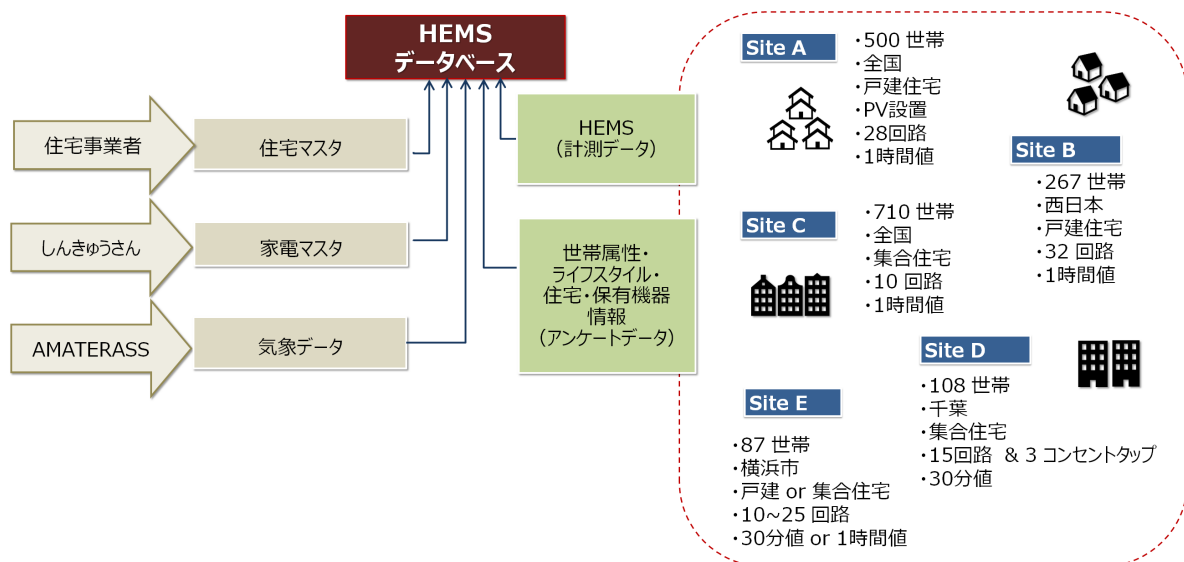 HEMS
データベース
住宅事業者
住宅マスタ
しんきゅうさん
家電マスタ
AMATERASS
気象データ
HEMS
(計測データ)
世帯属性・
ライフスタイル・
住宅・保有機器
情報
(アンケートデータ)
Site A
・500 世帯
・全国
・戸建住宅
・PV設置
・28回路
・1時間値
Site B
・267 世帯
・西日本
・戸建住宅
・32 回路
・1時間値
Site C
・710 世帯
・全国
・集合住宅
・10 回路
・1時間値
Site D
・108 世帯
・千葉
・集合住宅
・15回路 & 3 コンセントタップ
・30分値
Site E
・87 世帯
・横浜市
・戸建 or 集合住宅
・10~25 回路
・30分値 or 1時間値